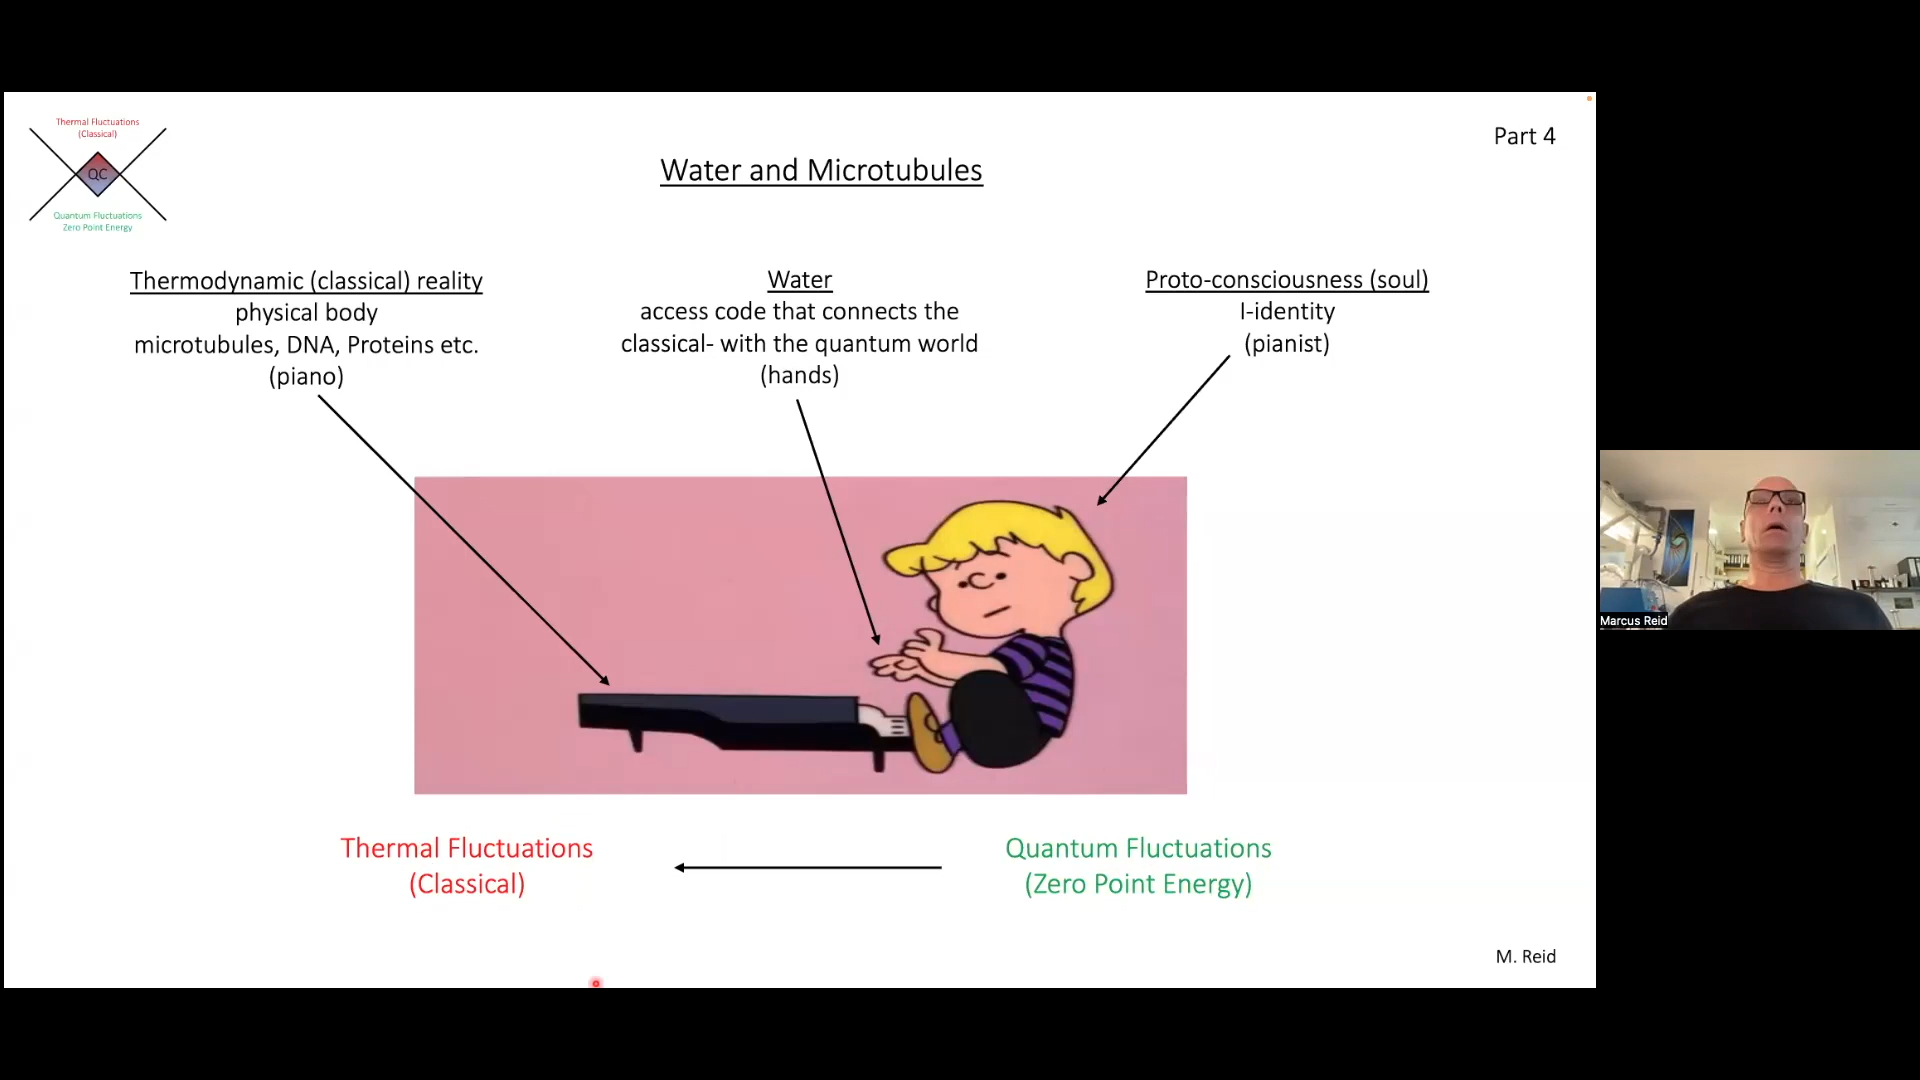 Thermal Fluctuations
(Classical)
QC
Quantum Fluctuations
Zero Point Energy
Part 4
Water and Microtubules
Thermodynamic (classical) reality
physical body
microtubules, DNA, Proteins etc.
(piano)
Water
access code that connects the
classical- with the quantum world
(hands)
Proto-consciousness (soul)
I-identity
(pianist)
Thermal Fluctuations
(Classical)
Quantum Fluctuations
(Zero Point Energy)
M. Reid
Marcus Reid